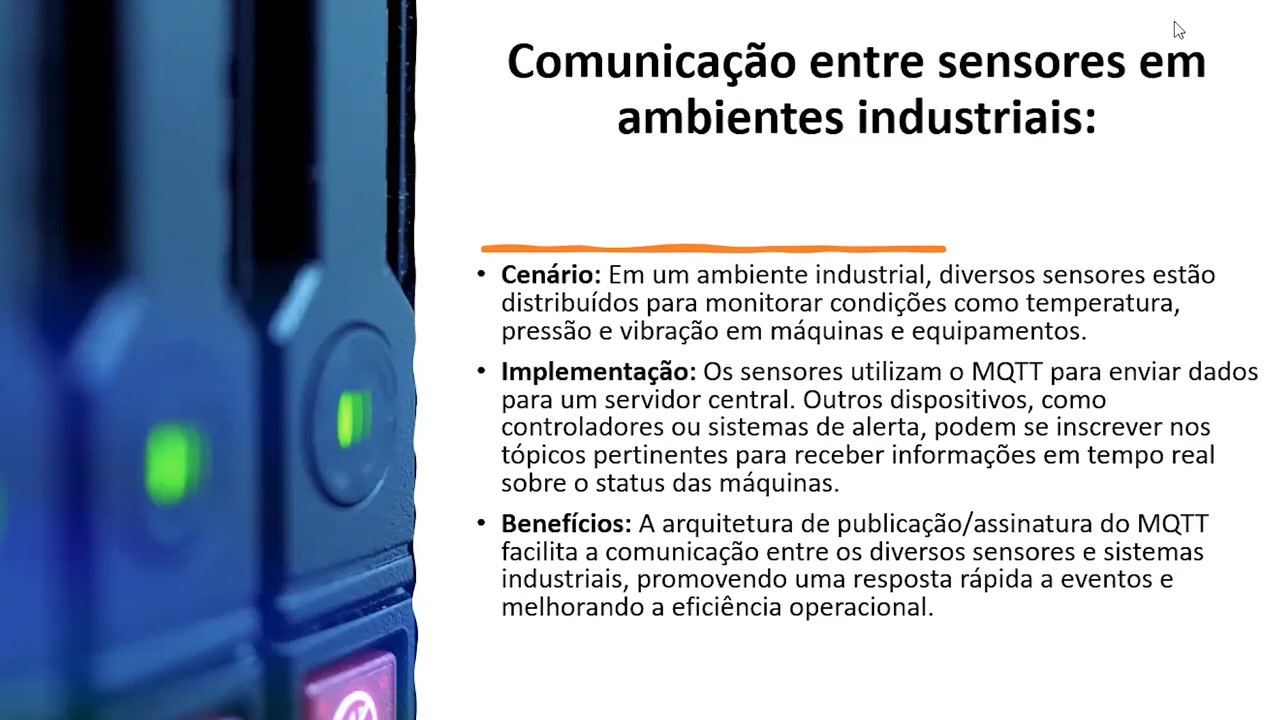 Comunicação entre sensores em
ambientes industriais:
• Cenário: Em um ambiente industrial, diversos sensores estão
distribuídos para monitorar condições como temperatura,
pressão e vibração em máquinas e equipamentos.
• Implementação: Os sensores utilizam o MQTT para enviar dados
para um servidor central. Outros dispositivos, como
controladores ou sistemas de alerta, podem se inscrever nos
tópicos pertinentes para receber informações em tempo real
sobre o status das máquinas.
• Benefícios: A arquitetura de publicação/assinatura do MQTT
facilita a comunicação entre os diversos sensores e sistemas
industriais, promovendo uma resposta rápida a eventos e
melhorando a eficiência operacional.